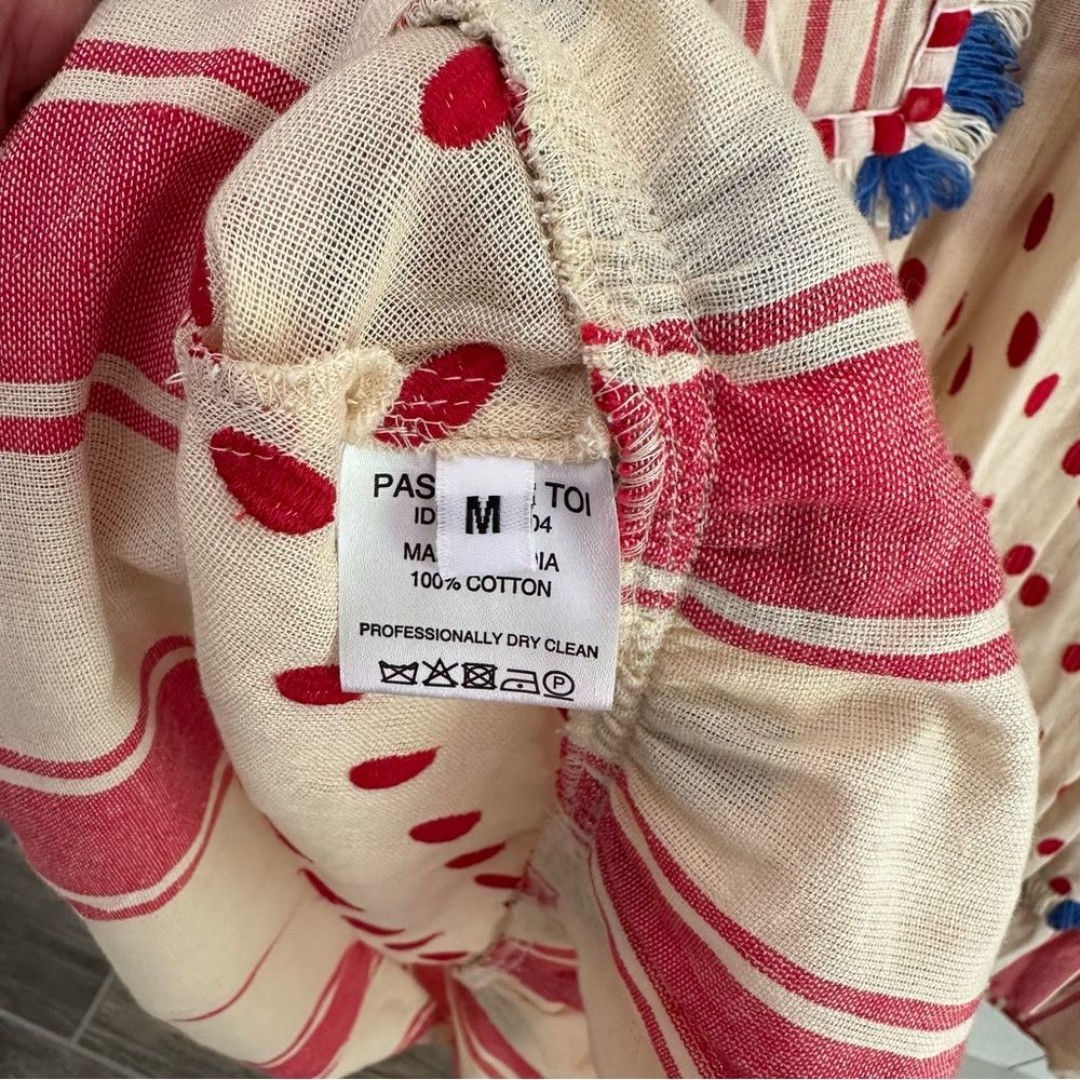 PAS TOI
ID 04
M
MA IA
100% COTTON
PROFESSIONALLY DRY CLEAN
P